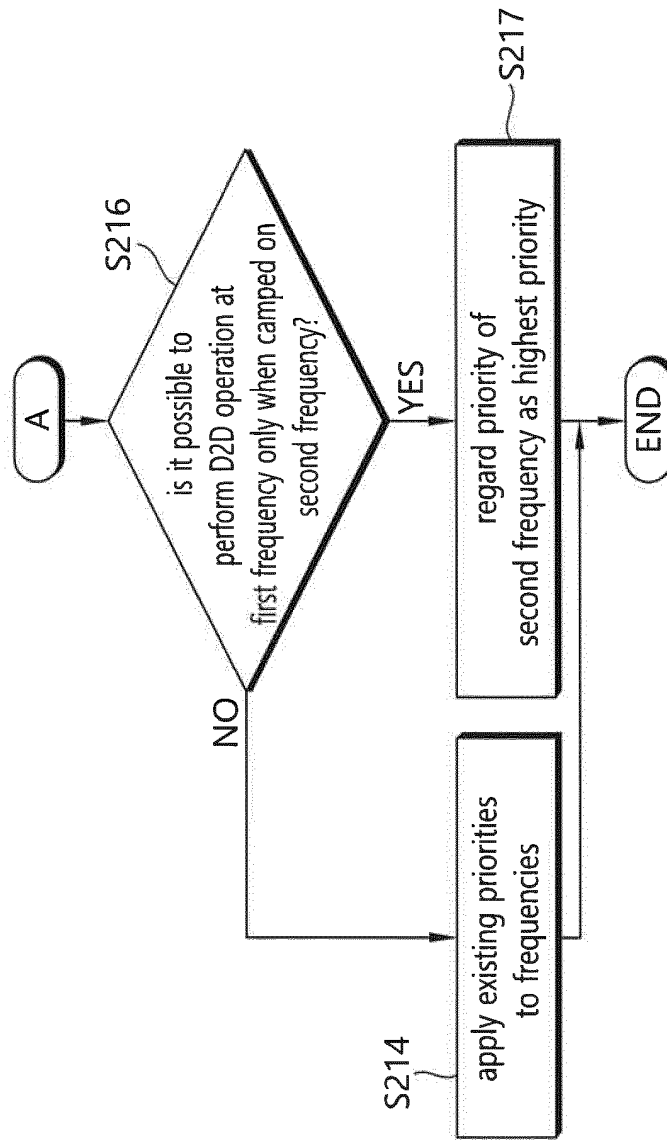 A
S216
is it possible to
perform D2D operation at
first frequency only when camped on
second frequency?
NO
YES
S214
apply existing priorities
to frequencies
S217
regard priority of
second frequency as highest priority
END